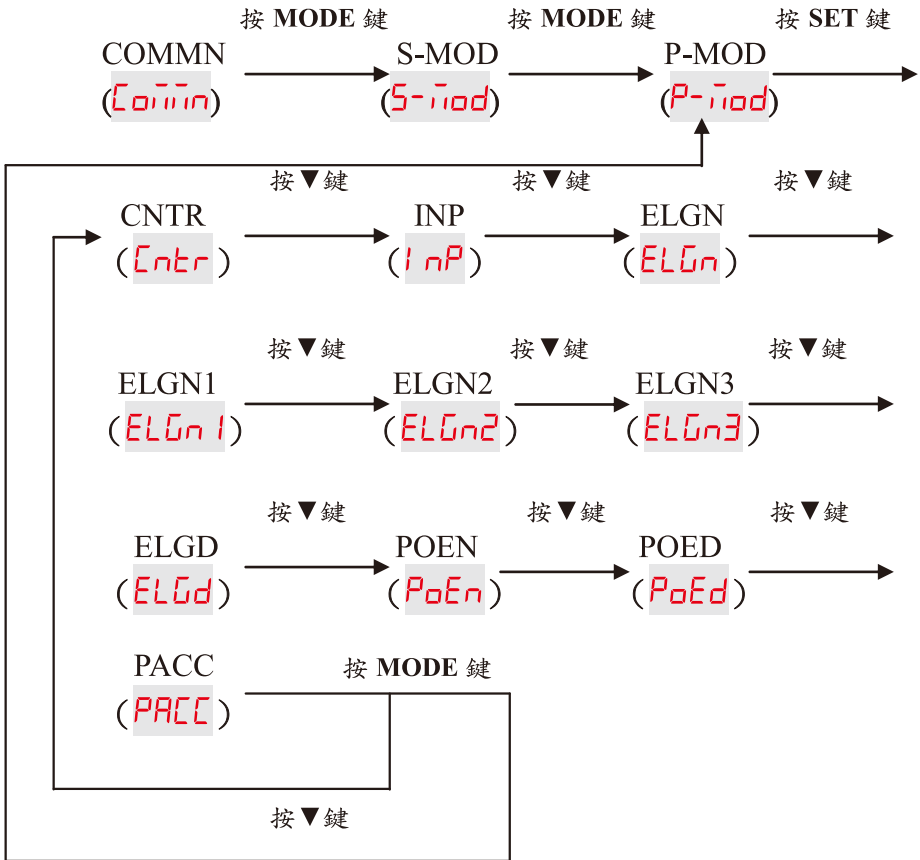 按 MODE 鍵 按 MODE 鍵 按 SET 鍵
COMMN S-MOD P-MOD
(Commn) (S-mod) (P-mod)
按▼鍵 按▼鍵 按▼鍵
CNTR INP ELGN
(Cntr) (InP) (ELGn)
按▼鍵 按▼鍵 按▼鍵
ELGN1 ELGN2 ELGN3
(ELGn1) (ELGn2) (ELGn3)
按▼鍵 按▼鍵 按▼鍵
ELGD POEN POED
(ELGd) (PoEn) (PoEd)
PACC 按 MODE 鍵
(PACC)
按▼鍵